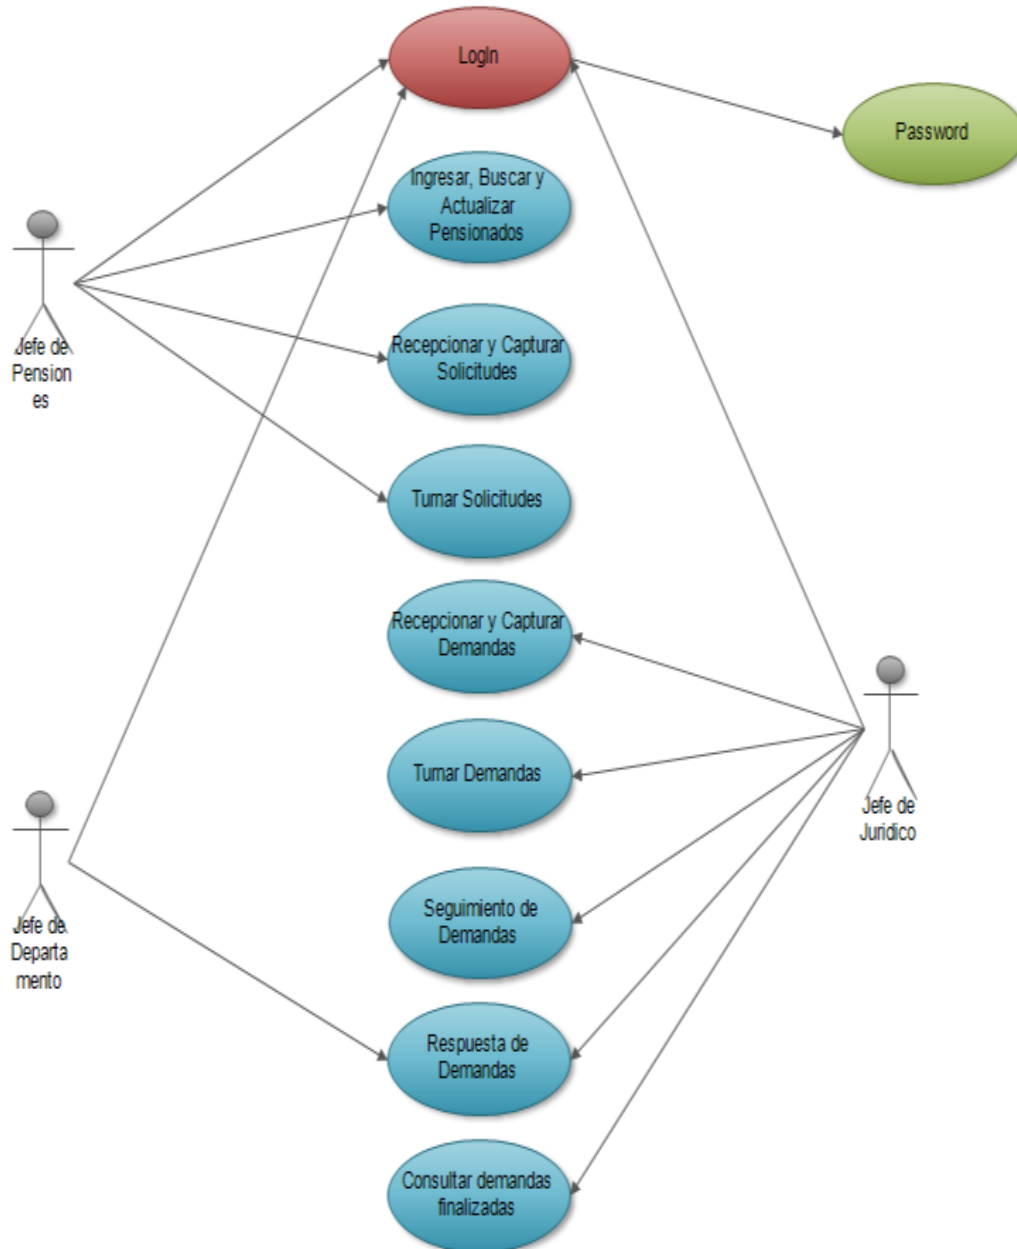 LogIn
Password
Ingresar, Buscar y
Actualizar
Pensionados
Jefe de
Pension
es
Recepcionar y Capturar
Solicitudes
Turnar Solicitudes
Recepcionar y Capturar
Demandas
Turnar Demandas
Jefe de
Juridico
Jefe de
Departa
mento
Seguimiento de
Demandas
Respuesta de
Demandas
Consultar demandas
finalizadas